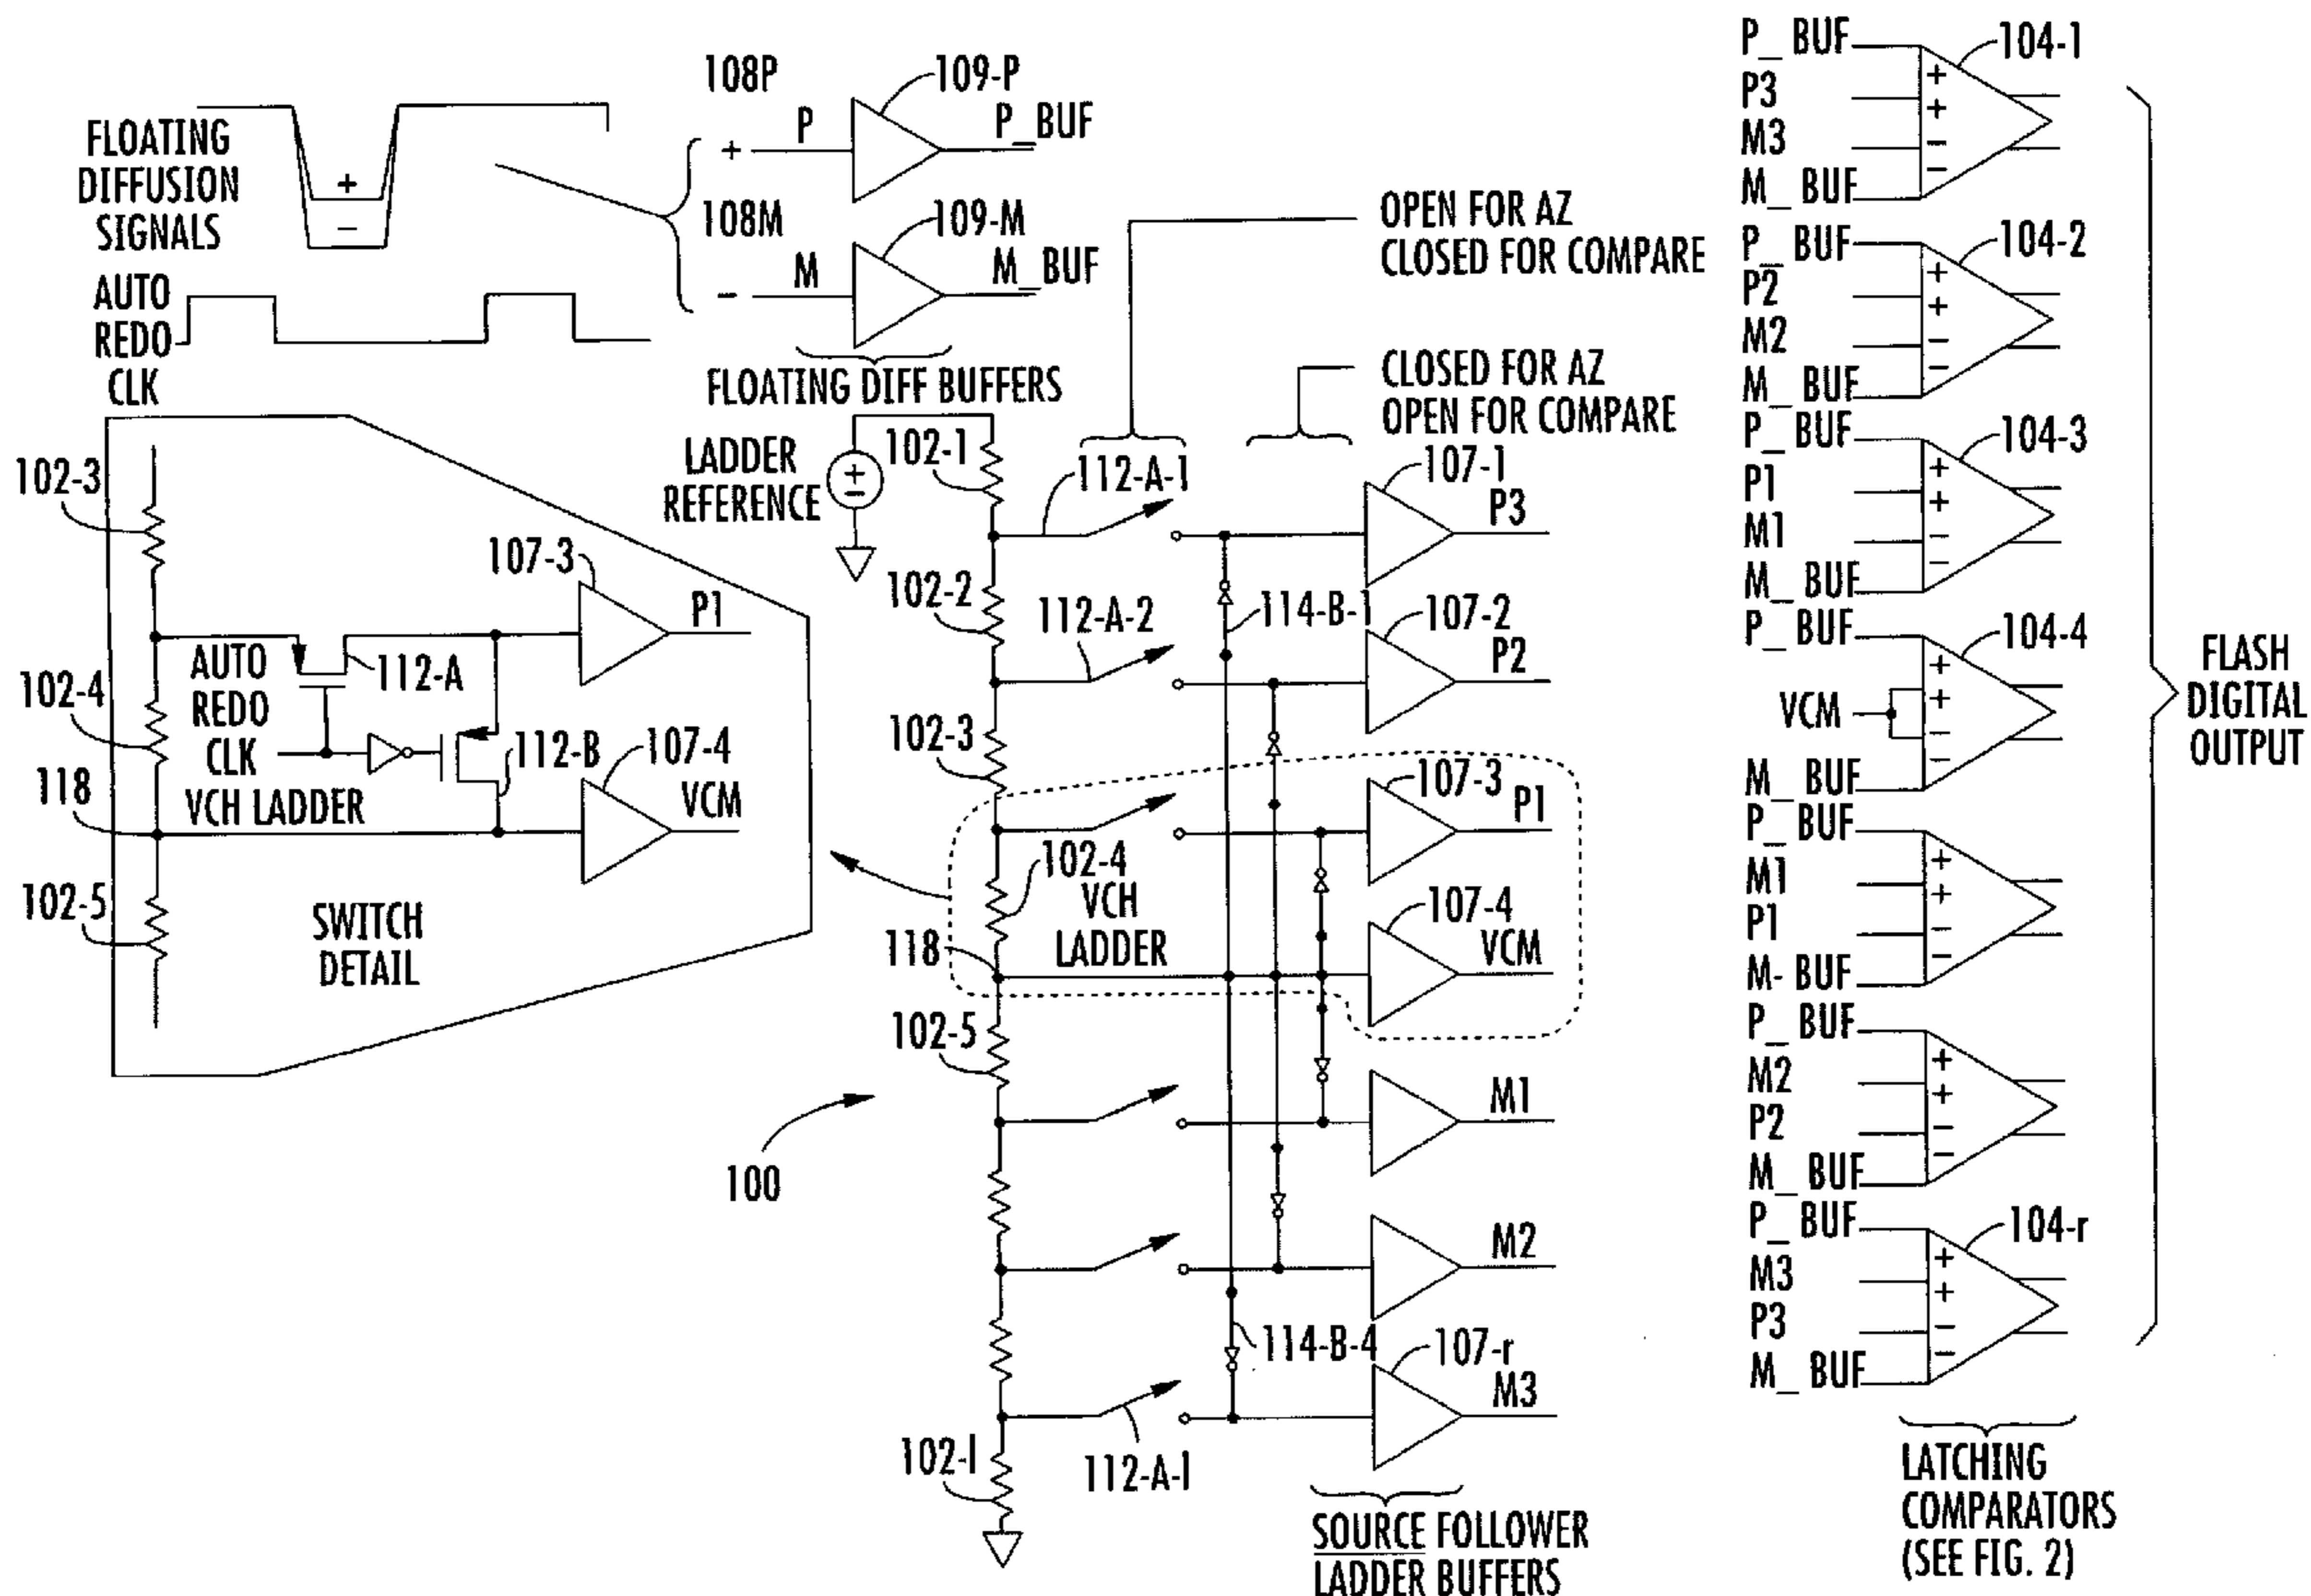 FLOATING
DIFFUSION
SIGNALS
+
−
AUTO
REDO
CLK
108P
+
P
109-P
P_BUF
108M
−
M
109-M
M_BUF
FLOATING DIFF BUFFERS
OPEN FOR AZ
CLOSED FOR COMPARE
CLOSED FOR AZ
OPEN FOR COMPARE
102-3
107-3
P1
AUTO
REDO
CLK
112-A
102-4
112-B
107-4
VCM
118
VCH LADDER
102-5
SWITCH
DETAIL
LADDER
REFERENCE
+
−
102-1
112-A-1
107-1
P3
102-2
112-A-2
114-B-1
107-2
P2
102-3
107-3
P1
102-4
VCH
LADDER
107-4
VCM
118
102-5
M1
100
M2
114-B-4
107-r
M3
102-l
112-A-l
SOURCE FOLLOWER
LADDER BUFFERS
P_ BUF
104-1
P3
M3
M_ BUF
+
+
−
−
P_ BUF
104-2
P2
M2
M_ BUF
+
+
−
−
P_ BUF
104-3
P1
M1
M_ BUF
+
+
−
−
P_ BUF
104-4
VCM
M_ BUF
+
+
−
−
P_ BUF
M1
P1
M- BUF
+
+
−
−
P_ BUF
M2
P2
M_ BUF
+
+
−
−
P_ BUF
104-r
M3
P3
M_ BUF
+
+
−
−
FLASH
DIGITAL
OUTPUT
LATCHING
COMPARATORS
(SEE FIG. 2)